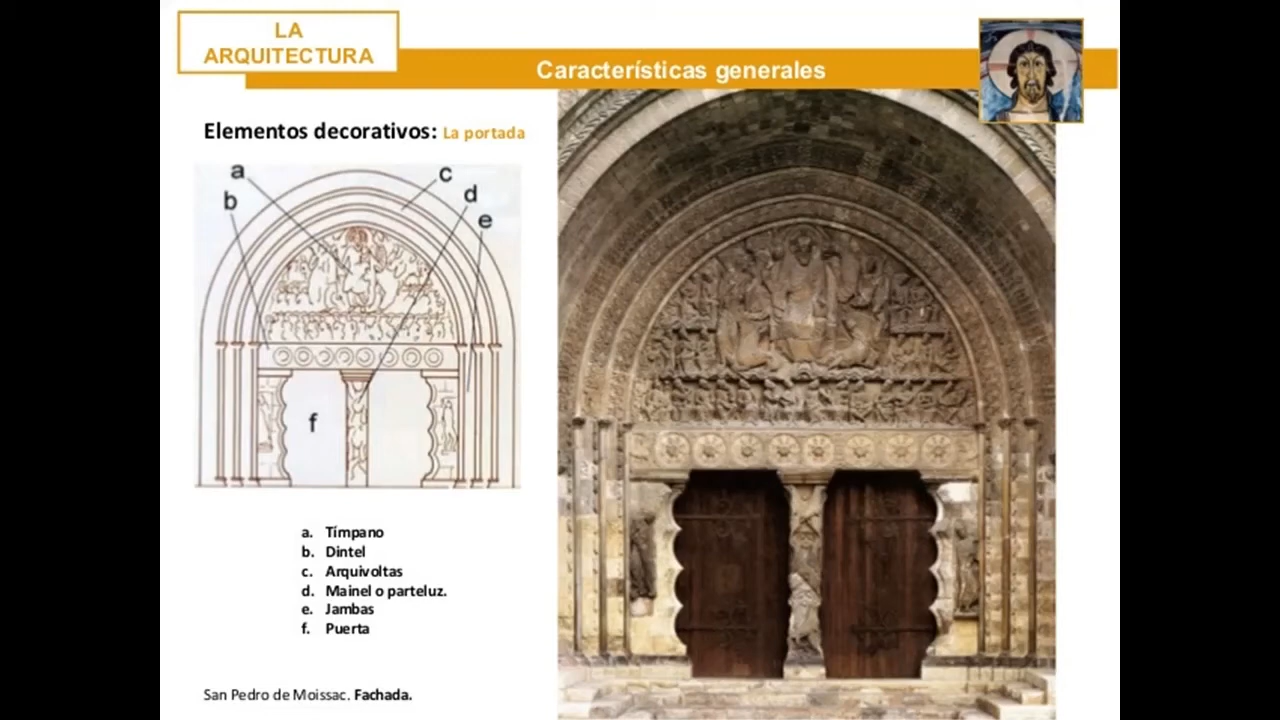 LA
ARQUITECTURA
Características generales
Elementos decorativos: La portada
a
b
c
d
e
f
a. Tímpano
b. Dintel
c. Arquivoltas
d. Mainel o parteluz.
e. Jambas
f. Puerta
San Pedro de Moissac. Fachada.